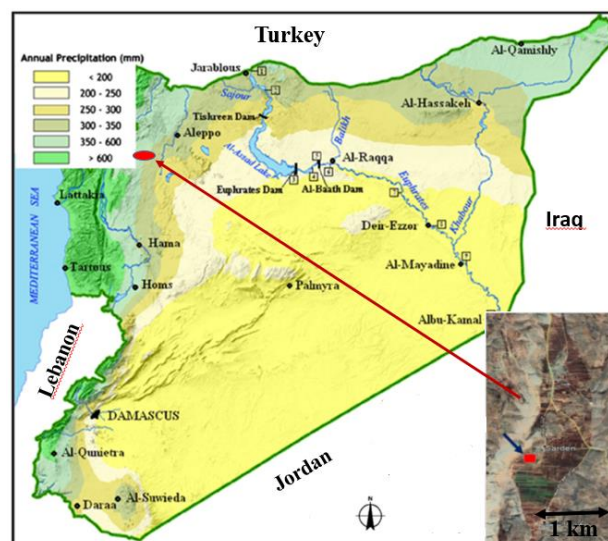 Turkey
Annual Precipitation (mm)
< 200
200 - 250
250 - 300
300 - 350
350 - 600
> 600
Al-Qamishly
Jarablous
Sajour
Al-Hassakeh
Tishreen Dam
Aleppo
Balikh
Al-Assad Lake
Al-Raqqa
Euphrates Dam
Al-Baath Dam
Euphrates
Khabour
Lattakia
MEDITERRANEAN SEA
Iraq
Deir-Ezzor
Hama
Al-Mayadine
Tartous
Homs
Palmyra
Albu-Kamal
Lebanon
DAMASCUS
Al-Qunietra
Jordan
Al-Suwieda
Daraa
N
1 km